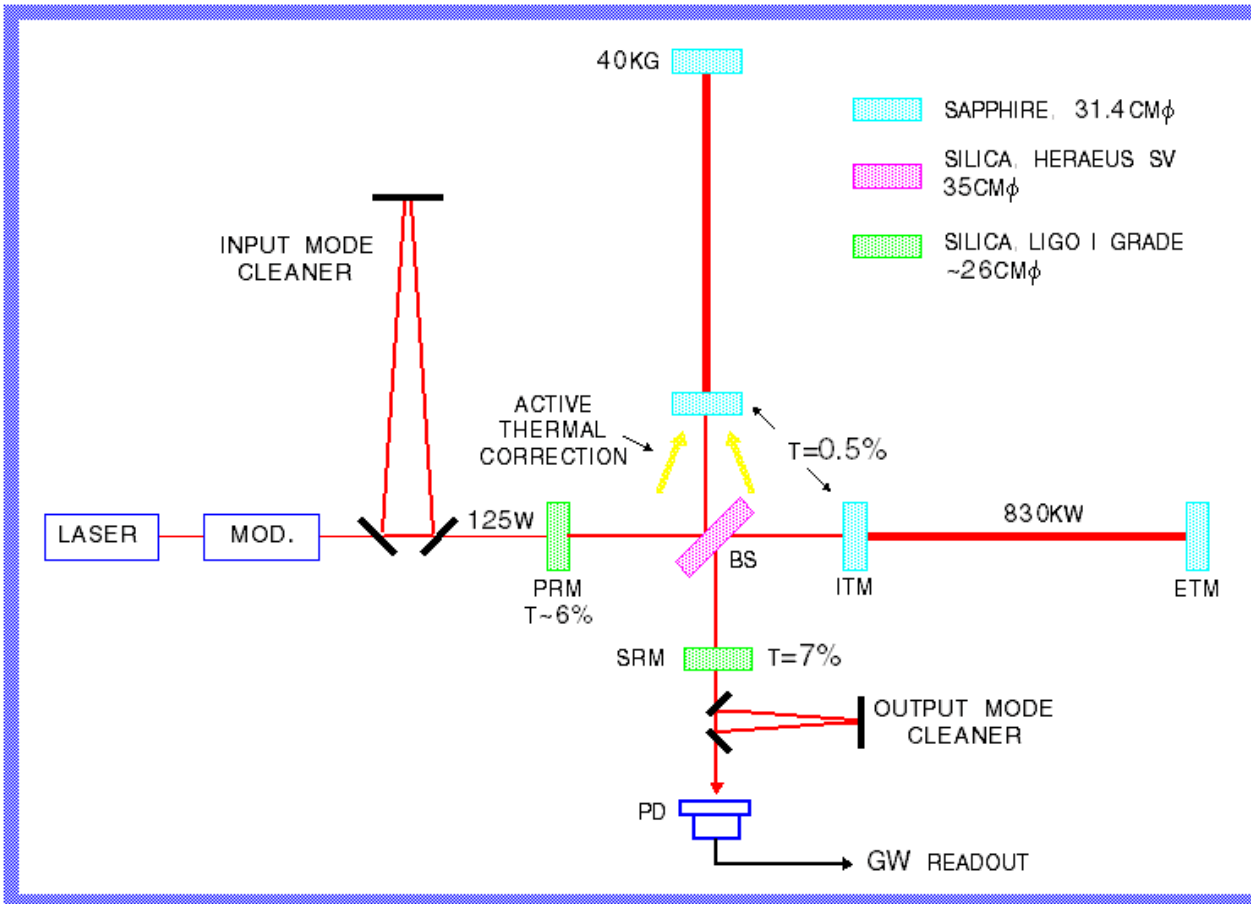 40KG
SAPPHIRE, 31.4CMϕ
SILICA, HERAEUS SV
35CMϕ
SILICA, LIGO I GRADE
~26CMϕ
INPUT MODE
CLEANER
ACTIVE
THERMAL
CORRECTION
T=0.5%
LASER
MOD.
125W
830KW
BS
PRM
T~6%
ITM
ETM
SRM
T=7%
OUTPUT MODE
CLEANER
PD
GW READOUT